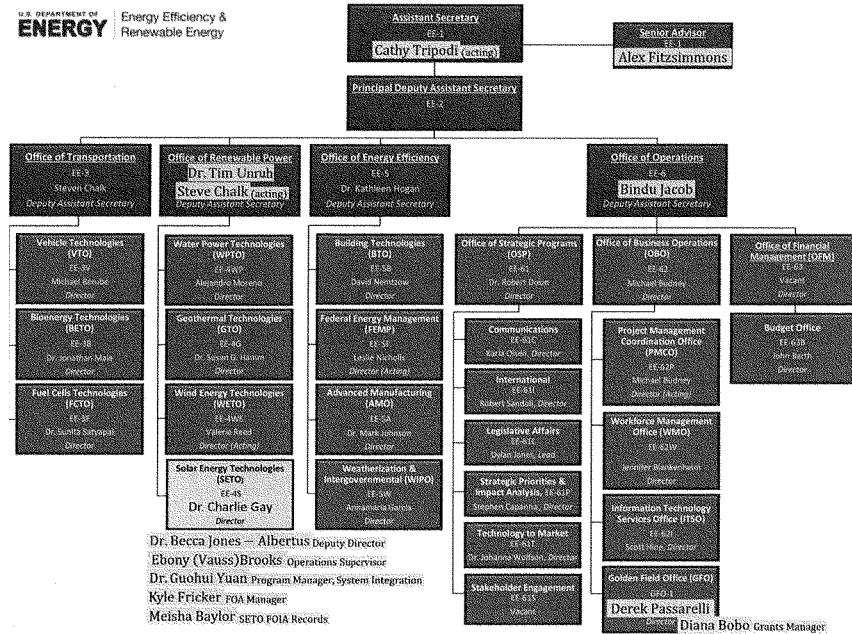 U.S. DEPARTMENT OF
ENERGY
Energy Efficiency &
Renewable Energy
Assistant Secretary
EE-1
Cathy Tripodi (acting)
Senior Advisor
EE-1
Alex Fitzsimmons
Principal Deputy Assistant Secretary
EE-2
Office of Transportation
EE-3
Steven Chalk
Deputy Assistant Secretary
Office of Renewable Power
Dr. Tim Unruh
Steve Chalk (acting)
Deputy Assistant Secretary
Office of Energy Efficiency
EE-5
Dr. Kathleen Hogan
Deputy Assistant Secretary
Office of Operations
EE-6
Bindu Jacob
Deputy Assistant Secretary
Vehicle Technologies
(VTO)
EE-3V
Michael Berube
Director
Bioenergy Technologies
(BETO)
EE-3B
Dr. Jonathan Male
Director
Fuel Cells Technologies
(FCTO)
EE-3F
Dr. Sunita Satyapal
Director
Water Power Technologies
(WPTO)
EE-4WP
Alejandro Moreno
Director
Geothermal Technologies
(GTO)
EE-4G
Dr. Susan G. Hamm
Director
Wind Energy Technologies
(WETO)
EE-4W
Valerie Reed
Director (Acting)
Solar Energy Technologies
(SETO)
EE-4S
Dr. Charlie Gay
Director
Dr. Becca Jones – Albertus Deputy Director
Ebony (Vauss)Brooks Operations Supervisor
Dr. Guohui Yuan Program Manager, System Integration
Kyle Fricker FOA Manager
Meisha Baylor SETO FOIA Records
Building Technologies
(BTO)
EE-5B
David Nemtzow
Director
Federal Energy Management
(FEMP)
EE-5F
Leslie Nicholls
Director (Acting)
Advanced Manufacturing
(AMO)
EE-5A
Dr. Mark Johnson
Director
Weatherization &
Intergovernmental (WIPO)
EE-5W
Annamaria Garcia
Director
Office of Strategic Programs
(OSP)
EE-61
Dr. Robert Dixon
Director
Communications
EE-61C
Karla Olsen, Director
International
EE-61I
Robert Sandoli, Director
Legislative Affairs
EE-61L
Dylan Jones, Lead
Strategic Priorities &
Impact Analysis, EE-61P
Stephen Capanna, Director
Technology to Market
EE-61T
Dr. Johanna Wolfson, Director
Stakeholder Engagement
EE-61S
Vacant
Office of Business Operations
(OBO)
EE-62
Michael Budney
Director
Project Management
Coordination Office
(PMCO)
EE-62P
Michael Budney
Director (Acting)
Workforce Management
Office (WMO)
EE-62W
Jennifer Blankenheim
Director
Information Technology
Services Office (ITSO)
EE-62I
Scott Hine, Director
Golden Field Office (GFO)
GFO-1
Derek Passarelli
Diana Bobo Grants Manager
Office of Financial
Management (OFM)
EE-63
Vacant
Director
Budget Office
EE-63B
John Barth
Director